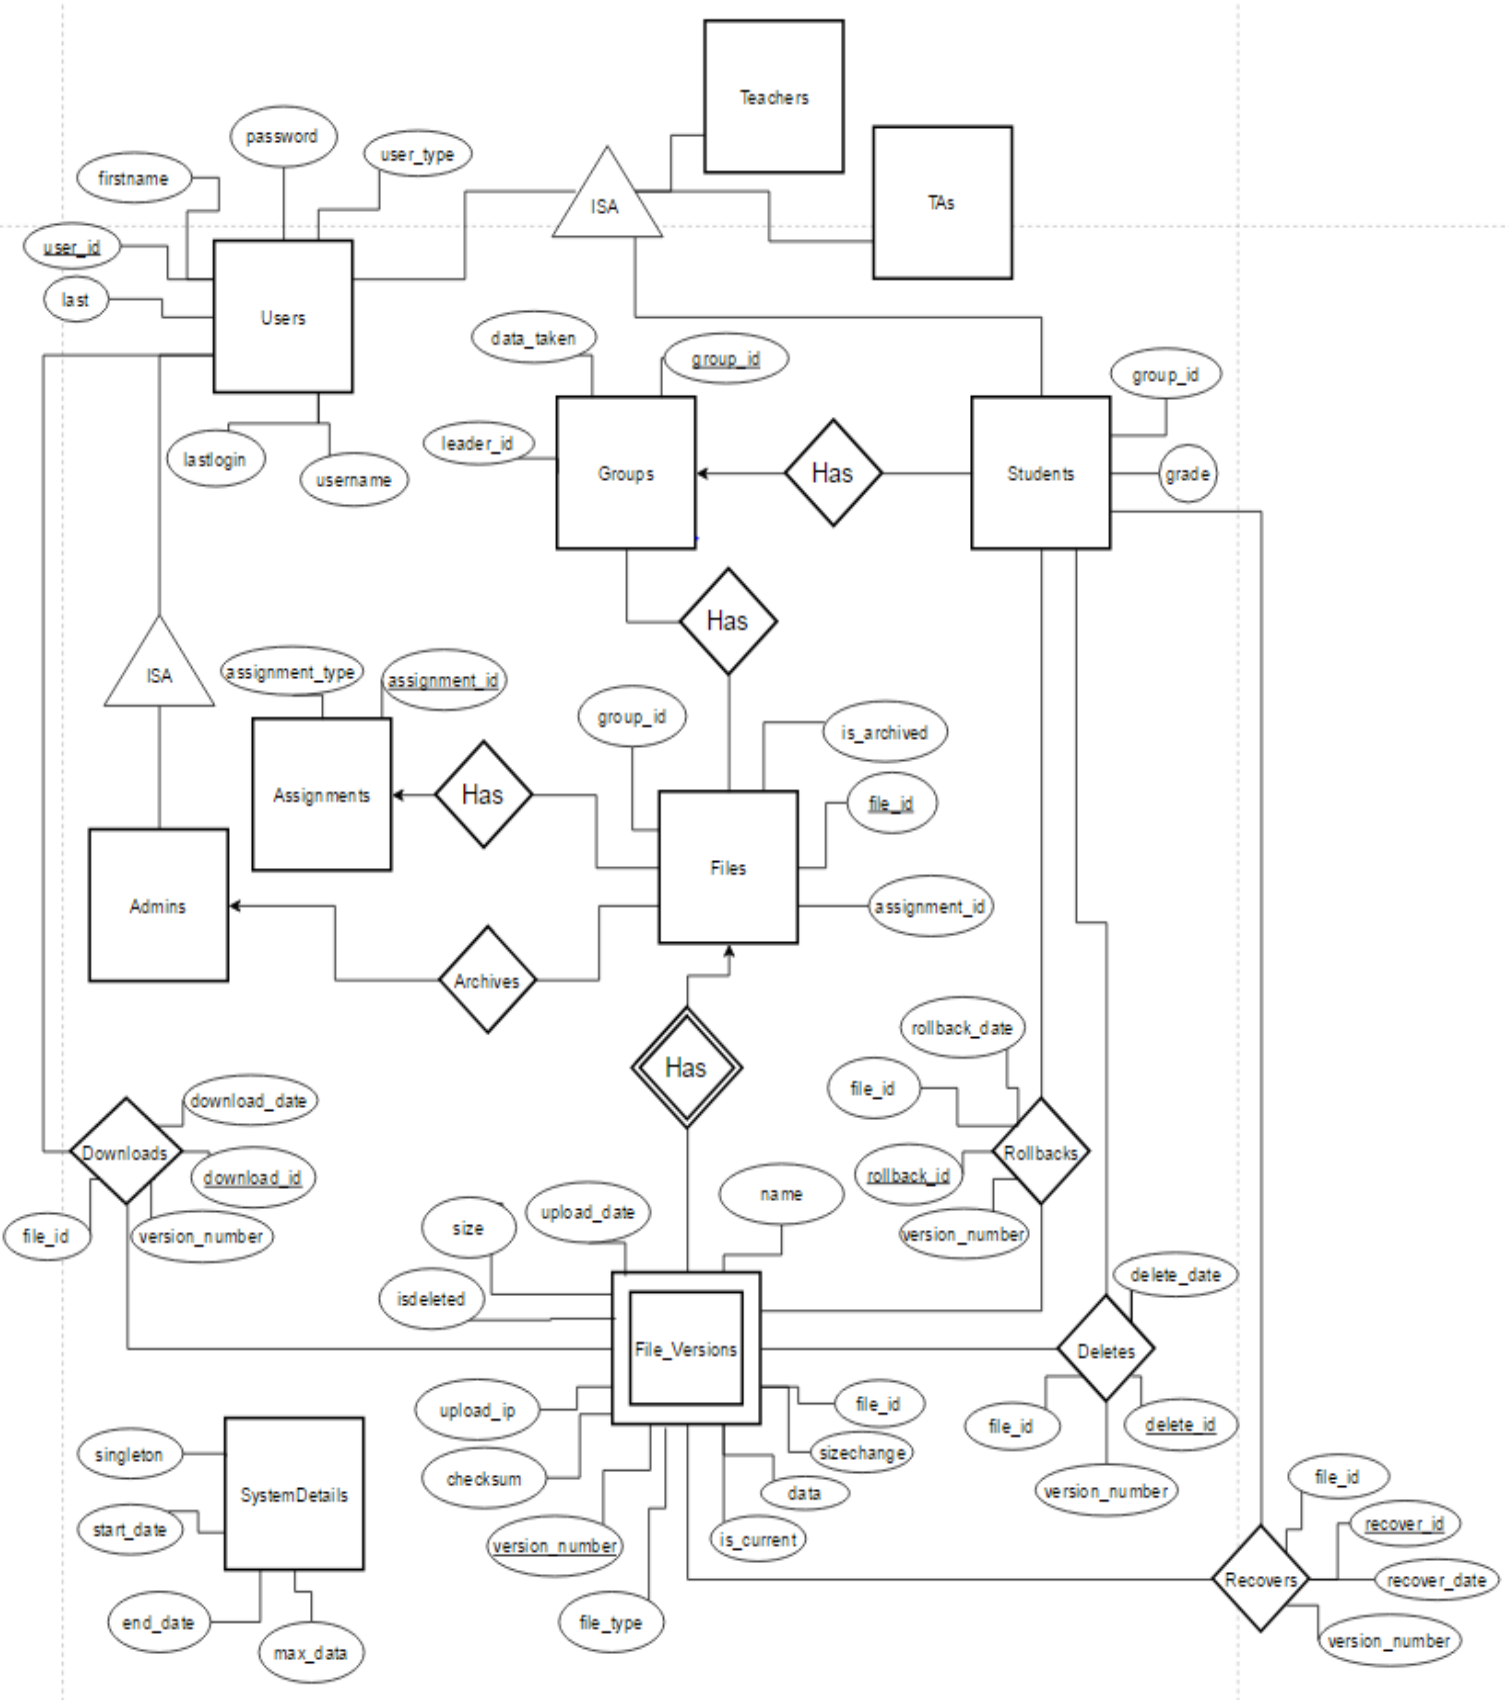 Teachers
password
user_type
firstname
TAs
ISA
user_id
last
Users
data_taken
group_id
group_id
leader_id
lastlogin
username
Groups
Has
Students
grade
Has
ISA
assignment_type
assignment_id
group_id
is_archived
Assignments
Has
file_id
Files
Admins
assignment_id
Archives
rollback_date
Has
file_id
download_date
Downloads
Rollbacks
download_id
rollback_id
name
size
upload_date
file_id
version_number
version_number
delete_date
isdeleted
File_Versions
Deletes
upload_ip
file_id
file_id
delete_id
singleton
checksum
sizechange
file_id
SystemDetails
data
version_number
start_date
version_number
is_current
recover_id
Recovers
recover_date
end_date
file_type
max_data
version_number